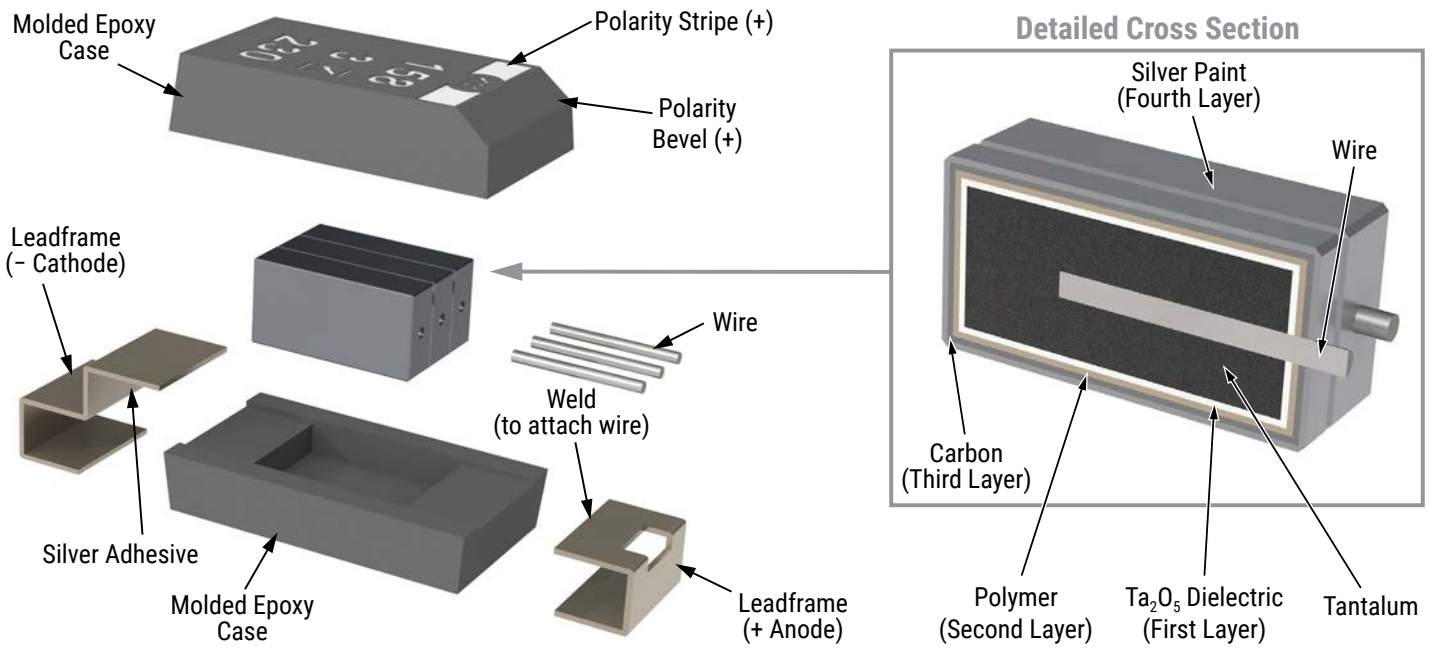 Molded Epoxy
Case
158
230
Polarity Stripe (+)
Polarity
Bevel (+)
Leadframe
(− Cathode)
Silver Adhesive
Wire
Weld
(to attach wire)
Molded Epoxy
Case
Leadframe
(+ Anode)
Detailed Cross Section
Silver Paint
(Fourth Layer)
Wire
Carbon
(Third Layer)
Polymer
(Second Layer)
Ta₂O₅ Dielectric
(First Layer)
Tantalum